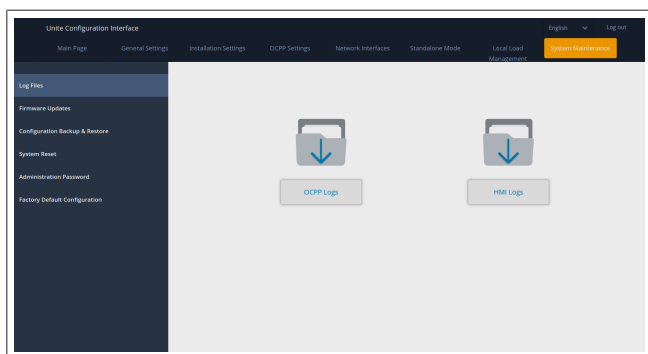 Unite Configuration Interface
English
Log out
Main Page
General Settings
Installation Settings
OCPP Settings
Network Interfaces
Standalone Mode
Local Load
Management
System Maintenance
Log Files
Firmware Updates
Configuration Backup & Restore
System Reset
Administration Password
Factory Default Configuration
OCPP Logs
HMI Logs